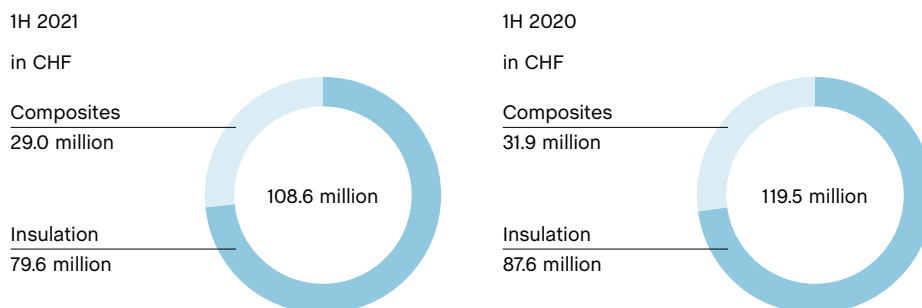 1H 2021
in CHF
Composites
29.0 million
108.6 million
Insulation
79.6 million
1H 2020
in CHF
Composites
31.9 million
119.5 million
Insulation
87.6 million